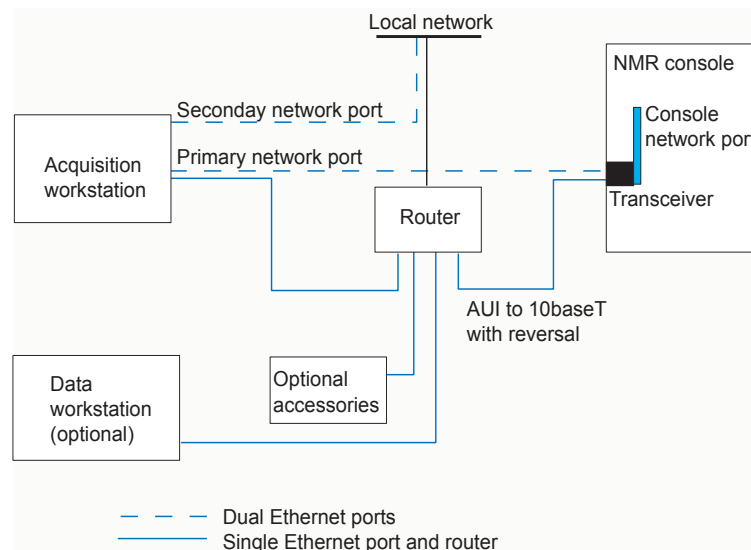 Local network
NMR console
Seconday network port
Console
network port
Acquisition
workstation
Primary network port
Transceiver
Router
AUI to 10baseT
with reversal
Optional
accessories
Data
workstation
(optional)
Dual Ethernet ports
Single Ethernet port and router